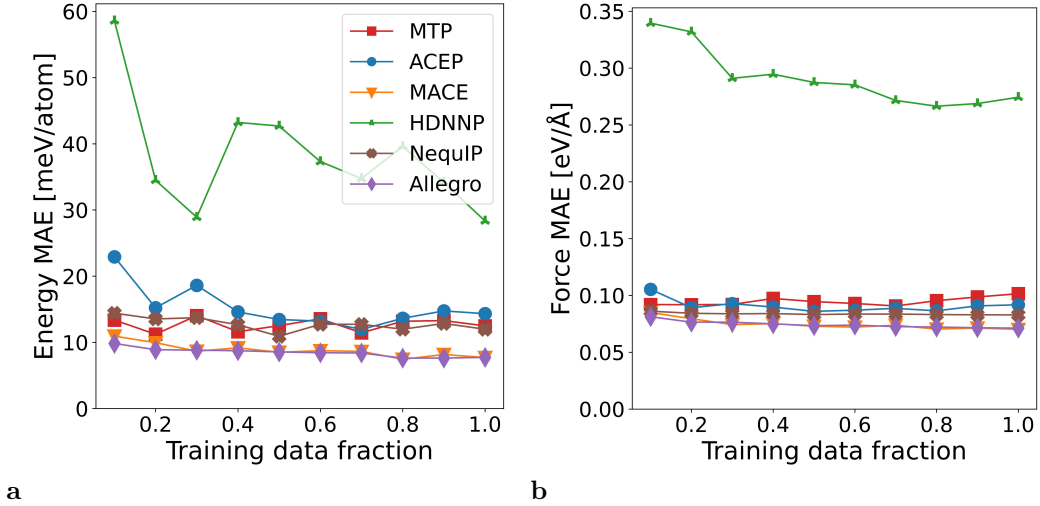 60
50
40
30
20
10
0
Energy MAE [meV/atom]
0.2 0.4 0.6 0.8 1.0
Training data fraction
MTP
ACEP
MACE
HDNNP
NequIP
Allegro
a
0.35
0.30
0.25
0.20
0.15
0.10
0.05
0.00
Force MAE [eV/Å]
0.2 0.4 0.6 0.8 1.0
Training data fraction
b